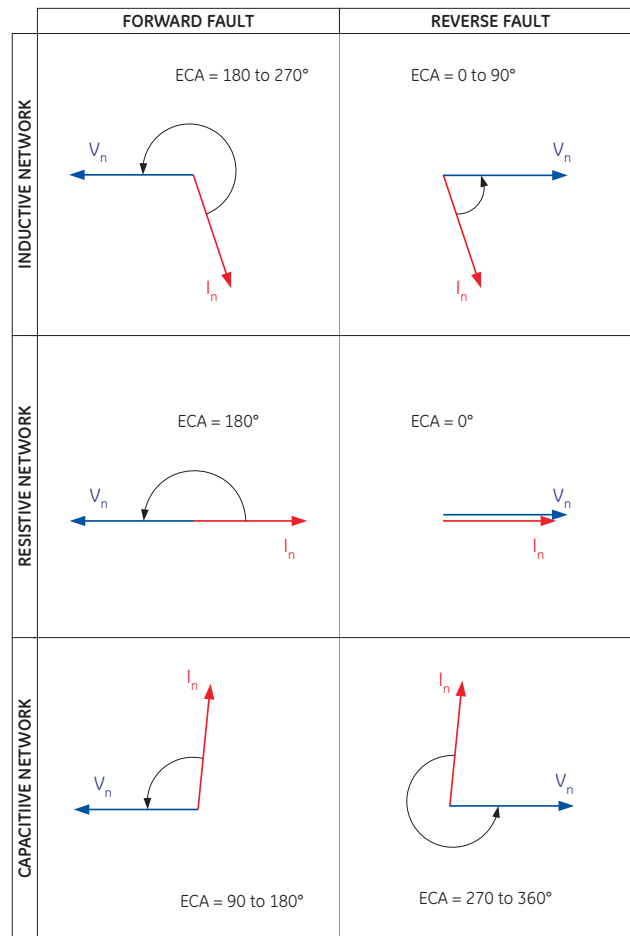 FORWARD FAULT
REVERSE FAULT
INDUCTIVE NETWORK
ECA = 180 to 270°
Vn
In
ECA = 0 to 90°
Vn
In
RESISTIVE NETWORK
ECA = 180°
Vn
In
ECA = 0°
Vn
In
CAPACITIIVE NETWORK
In
Vn
ECA = 90 to 180°
In
Vn
ECA = 270 to 360°